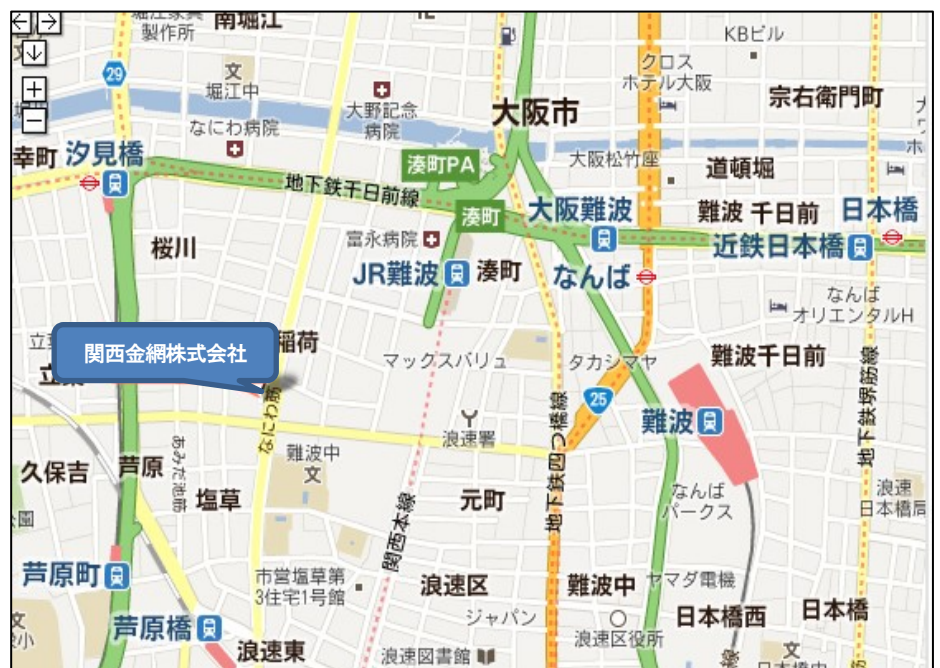 南堀江
製作所
KBビル
29
文
堀江中
大野記念
病院
クロス
ホテル大阪
宗右衛門町
大阪市
なにわ病院
幸町
汐見橋
湊町PA
大阪松竹座
道頓堀
地下鉄千日前線
湊町
大阪難波
難波 千日前
日本橋
桜川
富永病院
近鉄日本橋
JR難波
湊町
なんば
なんば
オリエンタルH
関西金網株式会社
稲荷
マックスバリュ
タカシマヤ
難波千日前
地下鉄堺筋線
なにわ筋
25
難波
浪速署
地下鉄四つ橋線
久保吉
芦原
あみだ池筋
難波中
文
塩草
元町
なんば
パークス
浪速
日本橋
関西本線
芦原町
市営塩草第
3住宅1号館
浪速区
難波中
ヤマダ電機
ジャパン
浪速区役所
日本橋西
日本橋
芦原橋
浪速東
浪速図書館
文
文